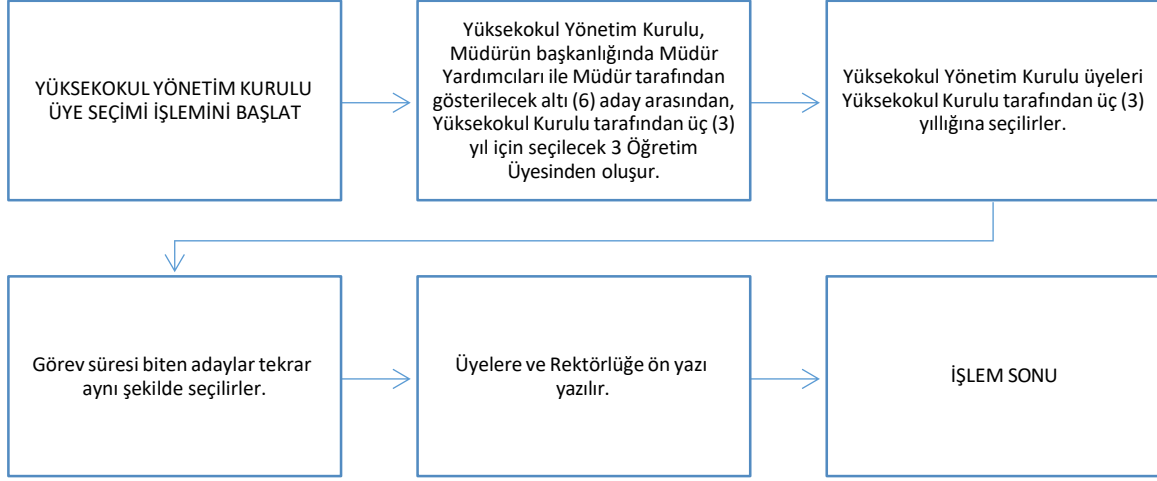 YÜKSEKOKUL YÖNETİM KURULU
ÜYE SEÇİMİ İŞLEMİNİ BAŞLAT
Yüksekokul Yönetim Kurulu,
Müdürün başkanlığında Müdür
Yardımcıları ile Müdür tarafından
gösterilecek altı (6) aday arasından,
Yüksekokul Kurulu tarafından üç (3)
yıl için seçilecek 3 Öğretim
Üyesinden oluşur.
Yüksekokul Yönetim Kurulu üyeleri
Yüksekokul Kurulu tarafından üç (3)
yıllığına seçilirler.
Görev süresi biten adaylar tekrar
aynı şekilde seçilirler.
Üyelere ve Rektörlüğe ön yazı
yazılır.
İŞLEM SONU